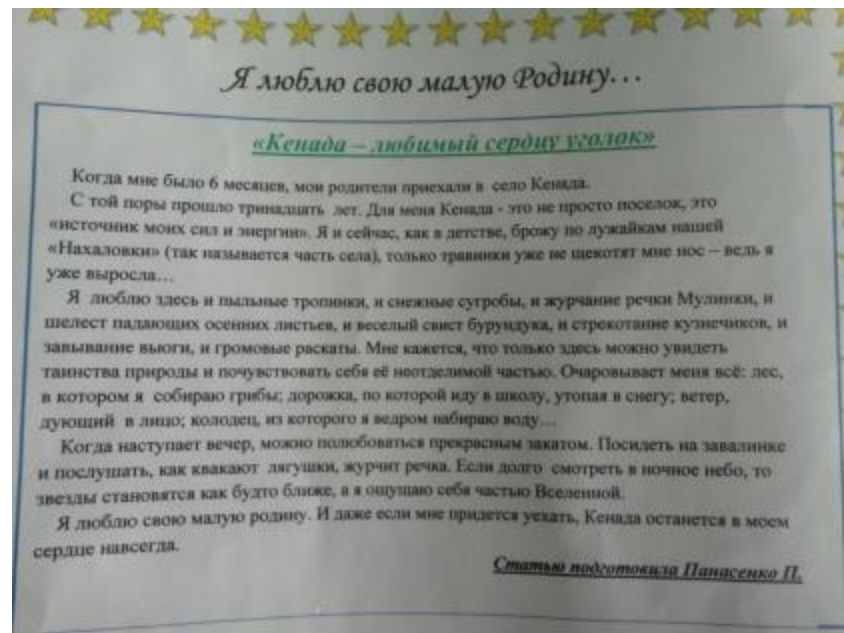 Я люблю свою малую Родину...
«Кенада – любимый сердцу уголок»
Когда мне было 6 месяцев, мои родители приехали в село Кенада.
С той поры прошло тринадцать лет. Для меня Кенада - это не просто поселок, это
«источник моих сил и энергии». Я и сейчас, как в детстве, брожу по лужайкам нашей
«Нахаловки» (так называется часть села), только травинки уже не щекотят мне нос – ведь я
уже выросла...
Я люблю здесь и пыльные тропинки, и снежные сугробы, и журчание речки Мулинки, и
шелест падающих осенних листьев, и веселый свист бурундука, и стрекотание кузнечиков, и
завывание вьюги, и громовые раскаты. Мне кажется, что только здесь можно увидеть
таинства природы и почувствовать себя её неотделимой частью. Очаровывает меня всё: лес,
в котором я собираю грибы; дорожка, по которой иду в школу, утопая в снегу; ветер,
дующий в лицо; колодец, из которого я ведром набираю воду...
Когда наступает вечер, можно полюбоваться прекрасным закатом. Посидеть на завалинке
и послушать, как квакают лягушки, журчит речка. Если долго смотреть в ночное небо, то
звезды становятся как будто ближе, а я ощущаю себя частью Вселенной.
Я люблю свою малую родину. И даже если мне придется уехать, Кенада останется в моем
сердце навсегда.
Статью подготовила Панасенко П.